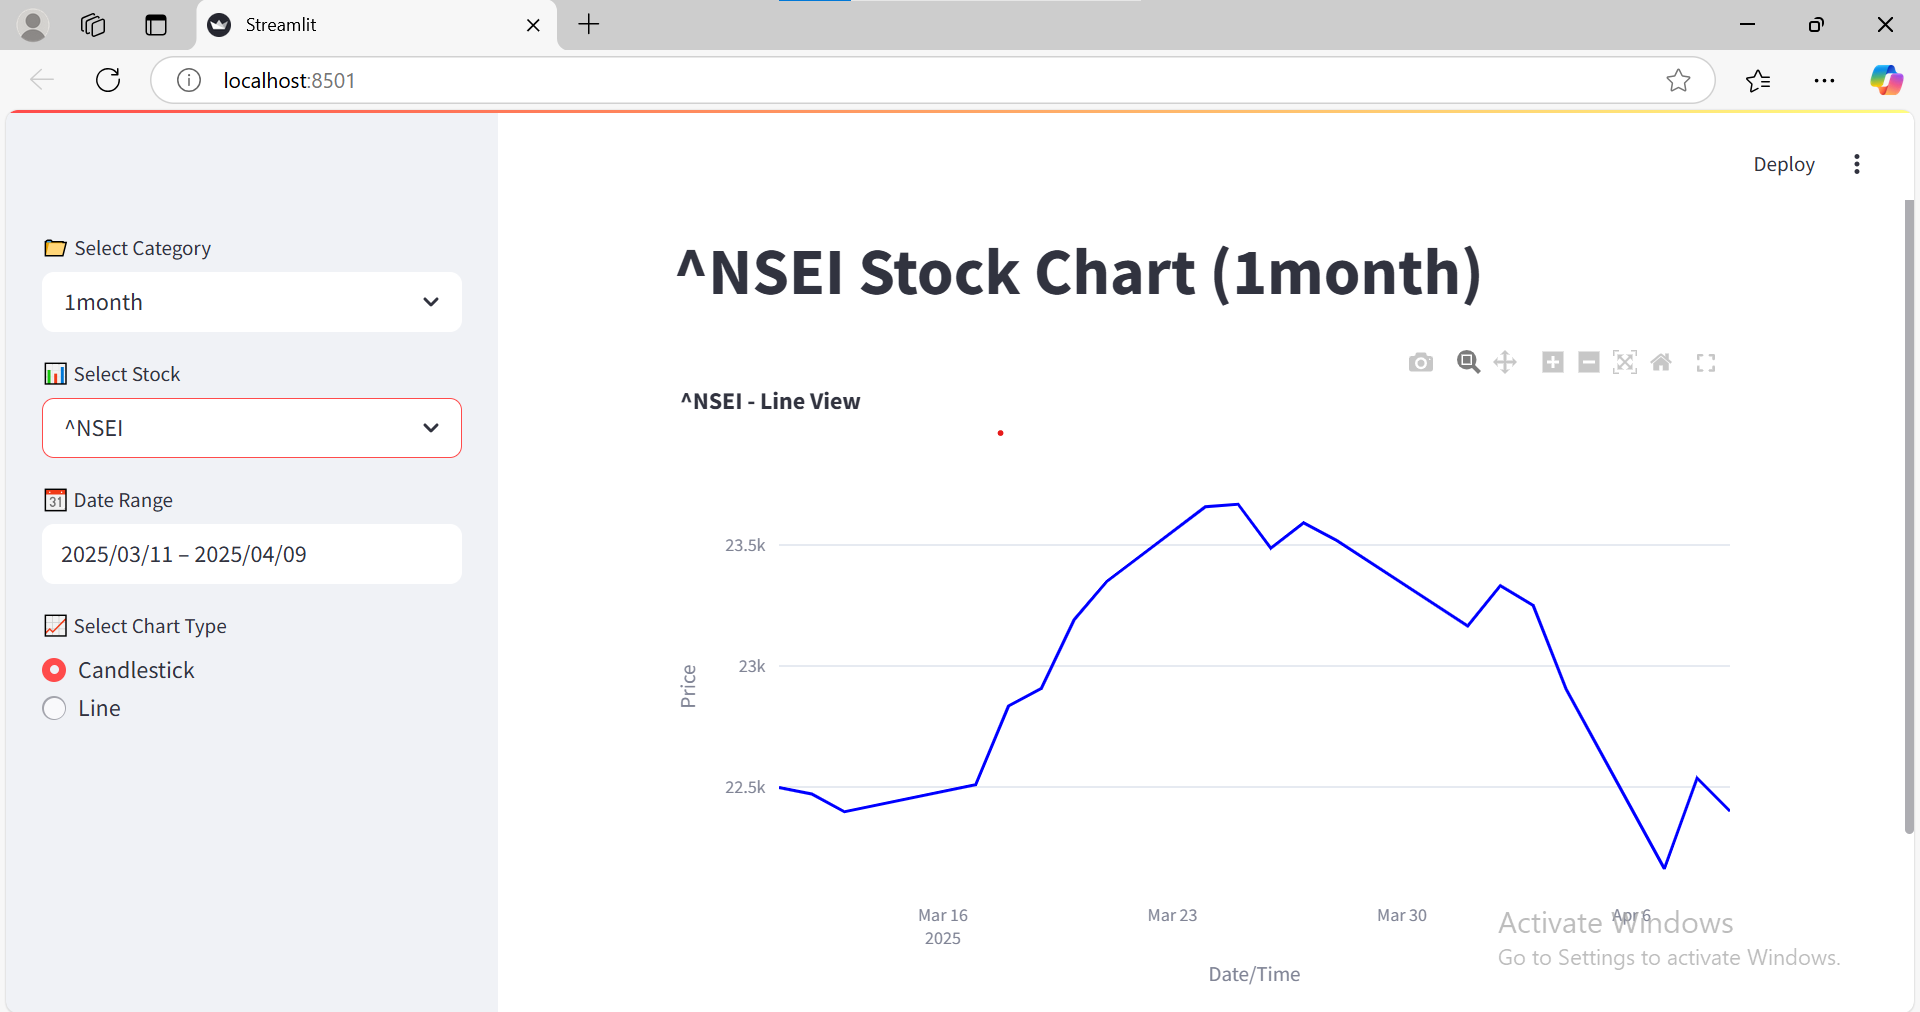 Streamlit
localhost:8501
Deploy
Select Category
1month
Select Stock
^NSEI
31 Date Range
2025/03/11 – 2025/04/09
Select Chart Type
Candlestick
Line
^NSEI Stock Chart (1month)
^NSEI - Line View
23.5k
23k
22.5k
Price
Mar 16
2025
Mar 23
Mar 30
Apr 6
Date/Time
Activate Windows
Go to Settings to activate Windows.